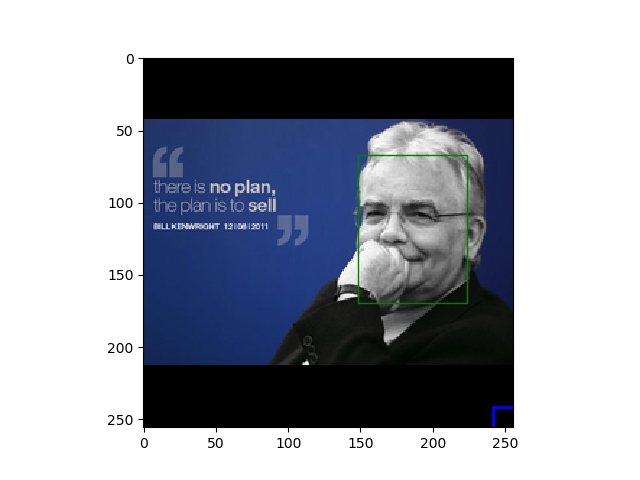 0
50
100
150
200
250
“
there is no plan,
the plan is to sell
BILL KENWRIGHT 12|06|2011
”
0 50 100 150 200 250